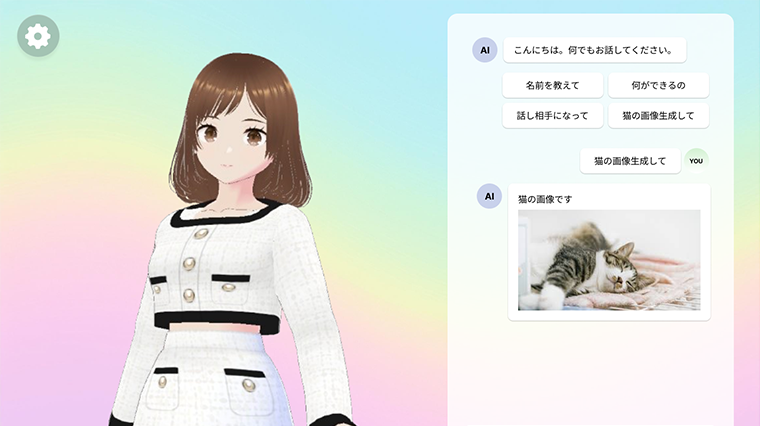 AI
こんにちは。何でもお話してください。
名前を教えて
何ができるの
話し相手になって
猫の画像生成して
猫の画像生成して
YOU
AI
猫の画像です